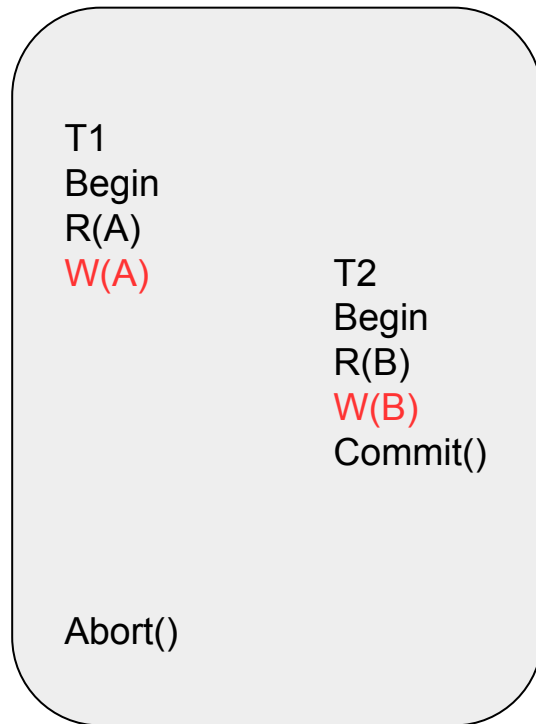 T1
Begin
R(A)
W(A)
T2
Begin
R(B)
W(B)
Commit()
Abort()